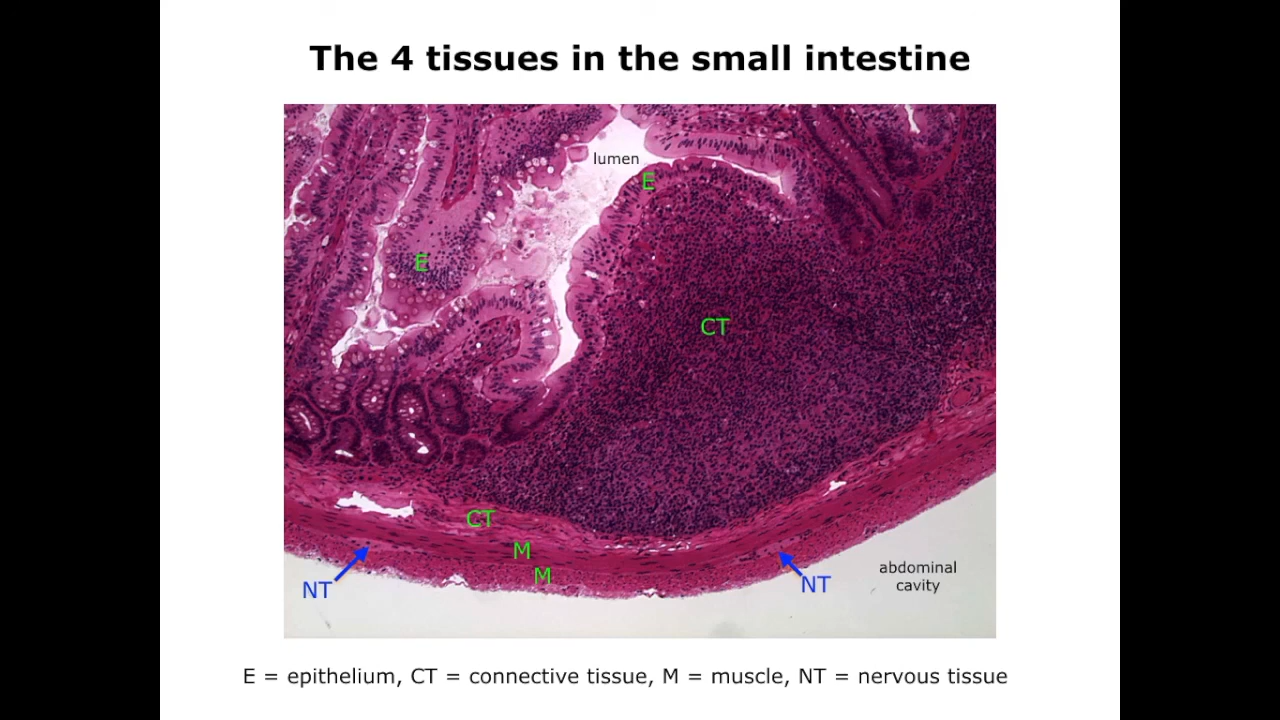 The 4 tissues in the small intestine
lumen
E
E
CT
CT
M
M
NT
NT
abdominal
cavity
E = epithelium, CT = connective tissue, M = muscle, NT = nervous tissue